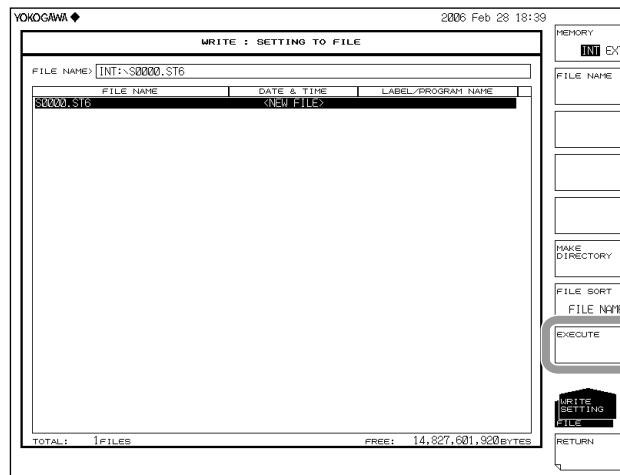 YOKOGAWA
2006 Feb 28 18:39
WRITE : SETTING TO FILE
FILE NAME> INT:\S0000.ST6
FILE NAME DATE & TIME LABEL/PROGRAM NAME
S0000.ST6 <NEW FILE>
TOTAL: 1FILES FREE: 14,827,601,920BYTES
MEMORY
INT EXT
FILE NAME
MAKE
DIRECTORY
FILE SORT
FILE NAME
EXECUTE
WRITE
SETTING
FILE
RETURN